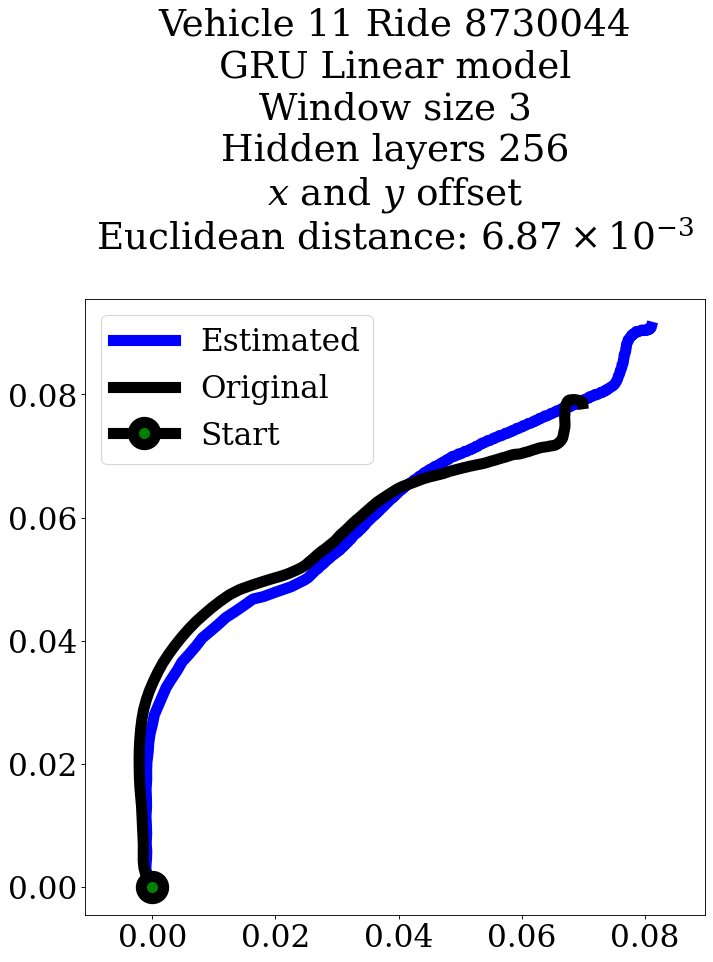 Vehicle 11 Ride 8730044
GRU Linear model
Window size 3
Hidden layers 256
x and y offset
Euclidean distance: 6.87 × 10⁻³
Estimated
Original
Start
0.08
0.06
0.04
0.02
0.00
0.00 0.02 0.04 0.06 0.08